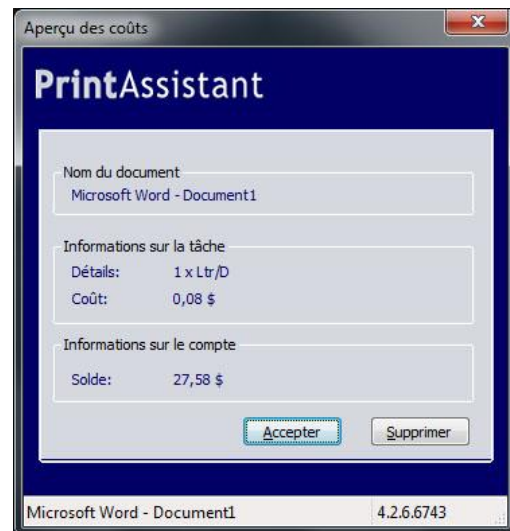 Aperçu des coûts
PrintAssistant
Nom du document
Microsoft Word - Document1
Informations sur la tâche
Détails: 1 x Ltr/D
Coût: 0,08 $
Informations sur le compte
Solde: 27,58 $
Accepter Supprimer
Microsoft Word - Document1 4.2.6.6743